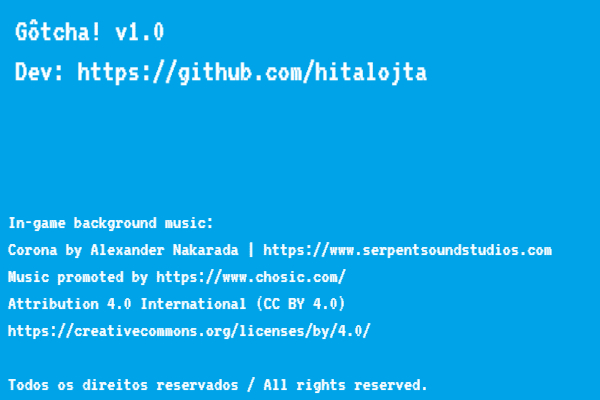 Gôtcha! v1.0
Dev: https://github.com/hitalojta
In-game background music:
Corona by Alexander Nakarada | https://www.serpentsoundstudios.com
Music promoted by https://www.chosic.com/
Attribution 4.0 International (CC BY 4.0)
https://creativecommons.org/licenses/by/4.0/
Todos os direitos reservados / All rights reserved.